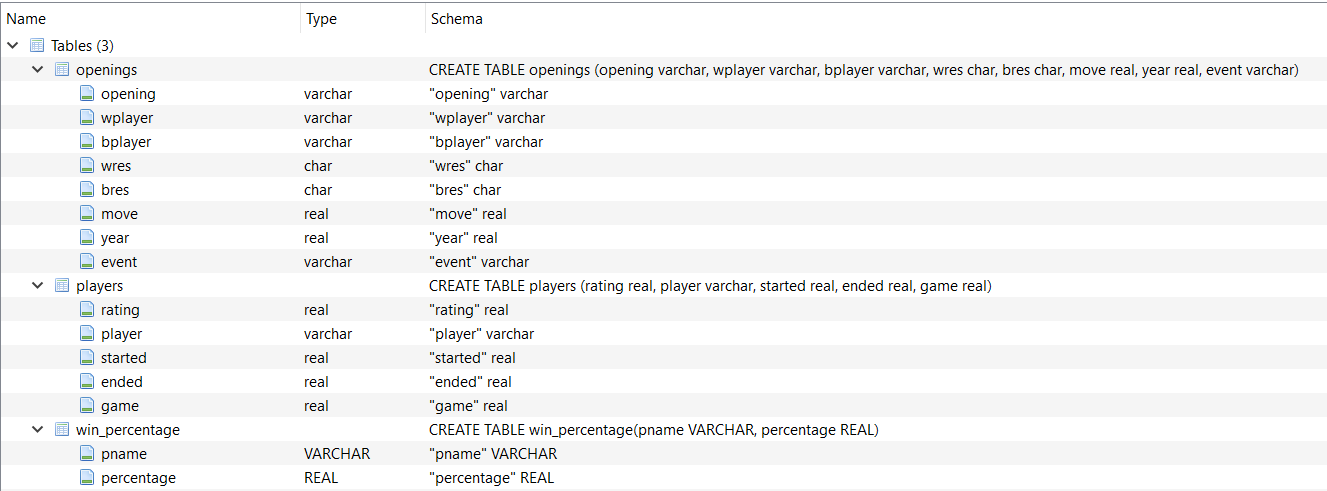 Name Type Schema
Tables (3)
openings CREATE TABLE openings (opening varchar, wplayer varchar, bplayer varchar, wres char, bres char, move real, year real, event varchar)
opening varchar "opening" varchar
wplayer varchar "wplayer" varchar
bplayer varchar "bplayer" varchar
wres char "wres" char
bres char "bres" char
move real "move" real
year real "year" real
event varchar "event" varchar
players CREATE TABLE players (rating real, player varchar, started real, ended real, game real)
rating real "rating" real
player varchar "player" varchar
started real "started" real
ended real "ended" real
game real "game" real
win_percentage CREATE TABLE win_percentage(pname VARCHAR, percentage REAL)
pname VARCHAR "pname" VARCHAR
percentage REAL "percentage" REAL